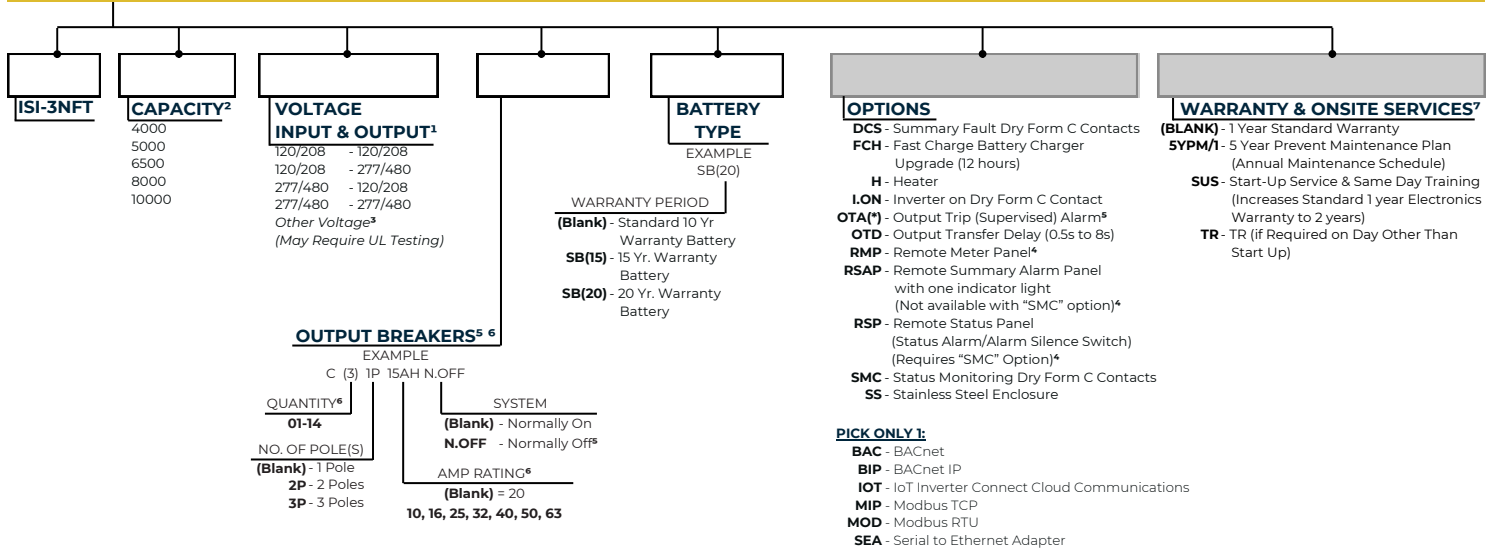 ISI-3NFT
CAPACITY²
4000
5000
6500
8000
10000
VOLTAGE
INPUT & OUTPUT¹
120/208 - 120/208
120/208 - 277/480
277/480 - 120/208
277/480 - 277/480
Other Voltage³
(May Require UL Testing)
OUTPUT BREAKERS⁵ ⁶
EXAMPLE
C (3) 1P 15AH N.OFF
QUANTITY⁶
01-14
NO. OF POLE(S)
(Blank) - 1 Pole
2P - 2 Poles
3P - 3 Poles
SYSTEM
(Blank) - Normally On
N.OFF - Normally Off⁵
AMP RATING⁶
(Blank) = 20
10, 16, 25, 32, 40, 50, 63
BATTERY
TYPE
EXAMPLE
SB(20)
WARRANTY PERIOD
(Blank) - Standard 10 Yr
Warranty Battery
SB(15) - 15 Yr. Warranty
Battery
SB(20) - 20 Yr. Warranty
Battery
OPTIONS
DCS - Summary Fault Dry Form C Contacts
FCH - Fast Charge Battery Charger
Upgrade (12 hours)
H - Heater
I.ON - Inverter on Dry Form C Contact
OTA(*) - Output Trip (Supervised) Alarm⁵
OTD - Output Transfer Delay (0.5s to 8s)
RMP - Remote Meter Panel⁴
RSAP - Remote Summary Alarm Panel
with one indicator light
(Not available with “SMC” option)⁴
RSP - Remote Status Panel
(Status Alarm/Alarm Silence Switch)
(Requires “SMC” Option)⁴
SMC - Status Monitoring Dry Form C Contacts
SS - Stainless Steel Enclosure
PICK ONLY 1:
BAC - BACnet
BIP - BACnet IP
IOT - IoT Inverter Connect Cloud Communications
MIP - Modbus TCP
MOD - Modbus RTU
SEA - Serial to Ethernet Adapter
WARRANTY & ONSITE SERVICES⁷
(BLANK) - 1 Year Standard Warranty
5YPM/1 - 5 Year Prevent Maintenance Plan
(Annual Maintenance Schedule)
SUS - Start-Up Service & Same Day Training
(Increases Standard 1 year Electronics
Warranty to 2 years)
TR - TR (if Required on Day Other Than
Start Up)